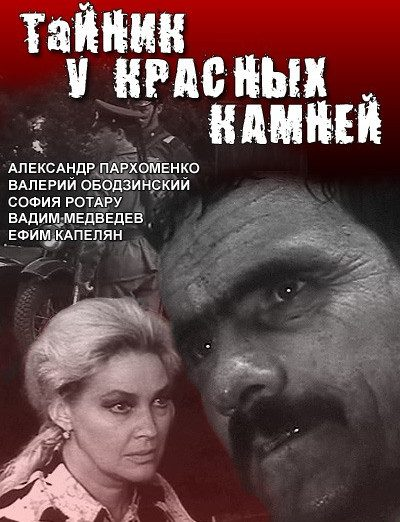 ТаЙНИК
У КРАСНЫХ
КАМНЕЙ
АЛЕКСАНДР ПАРХОМЕНКО
ВАЛЕРИЙ ОБОДЗИНСКИЙ
СОФИЯ РОТАРУ
ВАДИМ МЕДВЕДЕВ
ЕФИМ КАПЕЛЯН